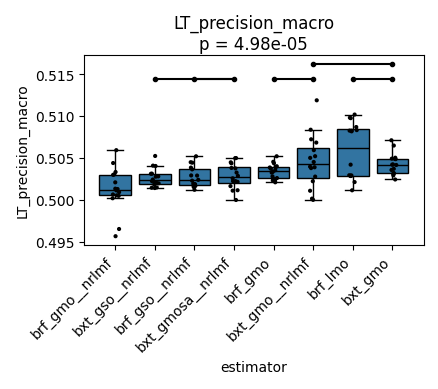 LT_precision_macro
p = 4.98e-05
LT_precision_macro
0.515
0.510
0.505
0.500
0.495
brf_gmo__nrlmf
bxt_gso__nrlmf
brf_gso__nrlmf
bxt_gmosa__nrlmf
brf_gmo
bxt_gmo__nrlmf
brf_lmo
bxt_gmo
estimator